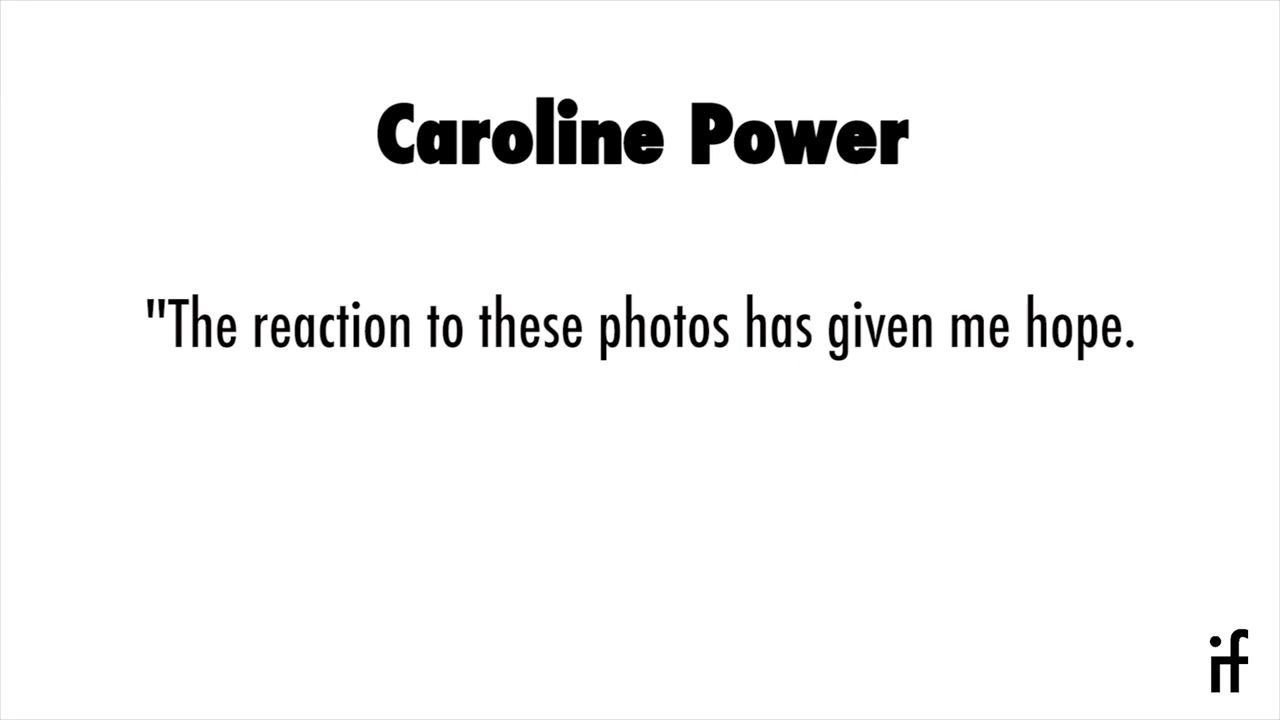 Caroline Power
"The reaction to these photos has given me hope.
if